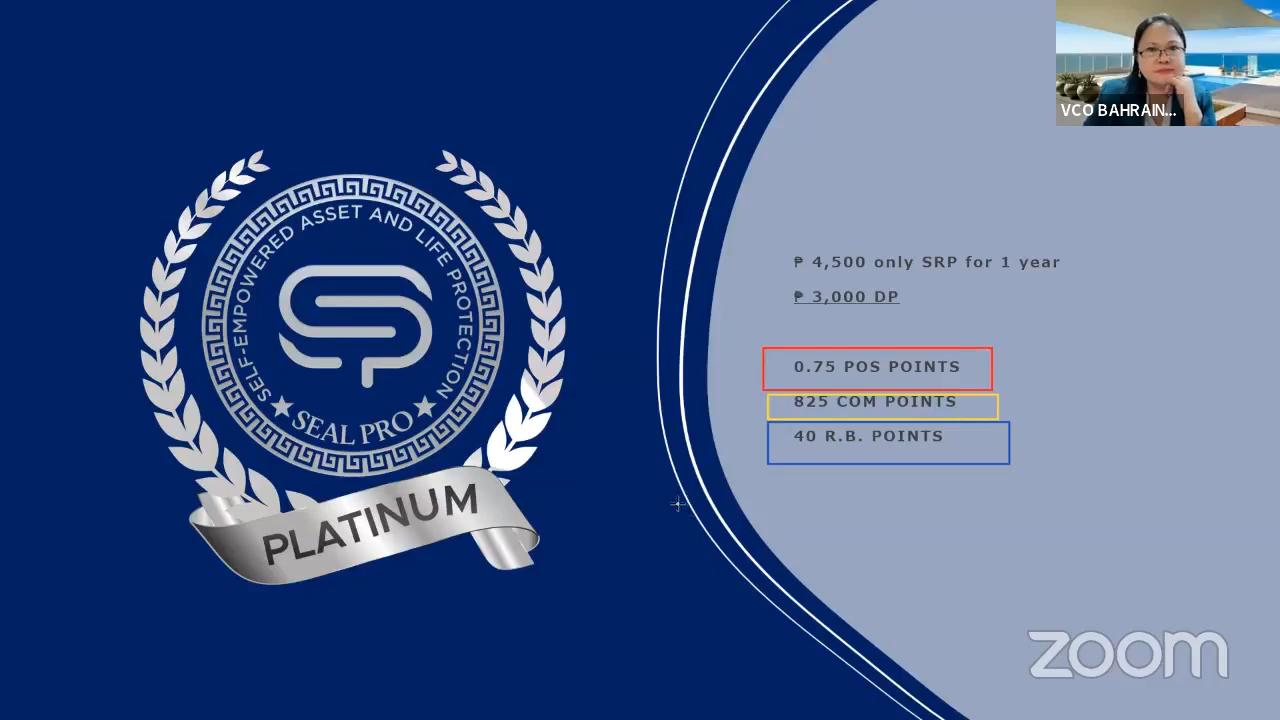 VCO BAHRAIN...
SELF-EMPOWERED ASSET AND LIFE PROTECTION
SP
SEAL PRO
PLATINUM
₱ 4,500 only SRP for 1 year
₱ 3,000 DP
0.75 POS POINTS
825 COM POINTS
40 R.B. POINTS
zoom